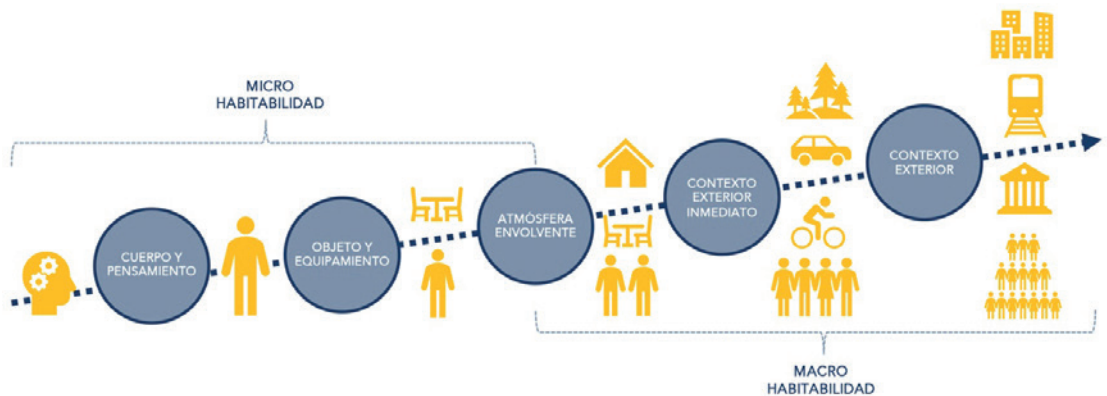 MICRO
HABITABILIDAD
CUERPO Y
PENSAMIENTO
OBJETO Y
EQUIPAMIENTO
ATMÓSFERA
ENVOLVENTE
CONTEXTO
EXTERIOR
INMEDIATO
CONTEXTO
EXTERIOR
MACRO
HABITABILIDAD